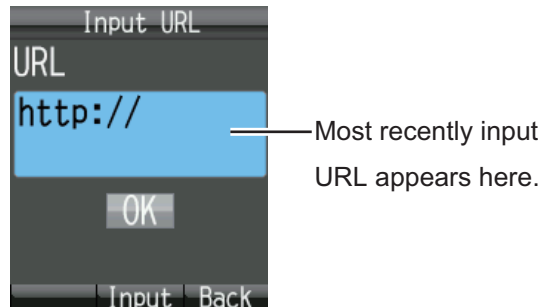 Input URL
URL
http://
Most recently input
URL appears here.
OK
Input Back